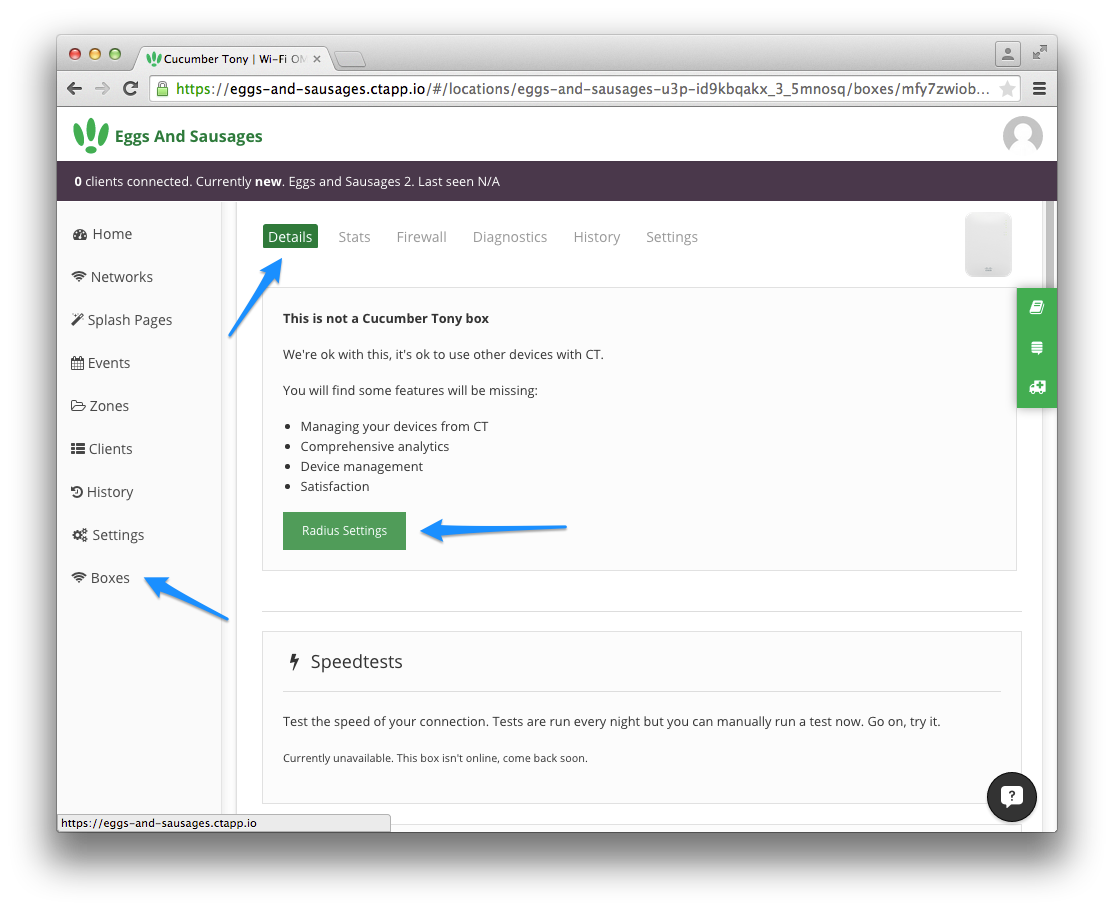 Cucumber Tony | Wi-Fi O
https://eggs-and-sausages.ctapp.io/#/locations/eggs-and-sausages-u3p-id9kbqakx_3_5mnosq/boxes/mfy7zwiob...
Eggs And Sausages
0 clients connected. Currently new. Eggs and Sausages 2. Last seen N/A
Home
Networks
Splash Pages
Events
Zones
Clients
History
Settings
Boxes
Details Stats Firewall Diagnostics History Settings
This is not a Cucumber Tony box
We're ok with this, it's ok to use other devices with CT.
You will find some features will be missing:
Managing your devices from CT
Comprehensive analytics
Device management
Satisfaction
Radius Settings
Speedtests
Test the speed of your connection. Tests are run every night but you can manually run a test now. Go on, try it.
Currently unavailable. This box isn't online, come back soon.
?
https://eggs-and-sausages.ctapp.io